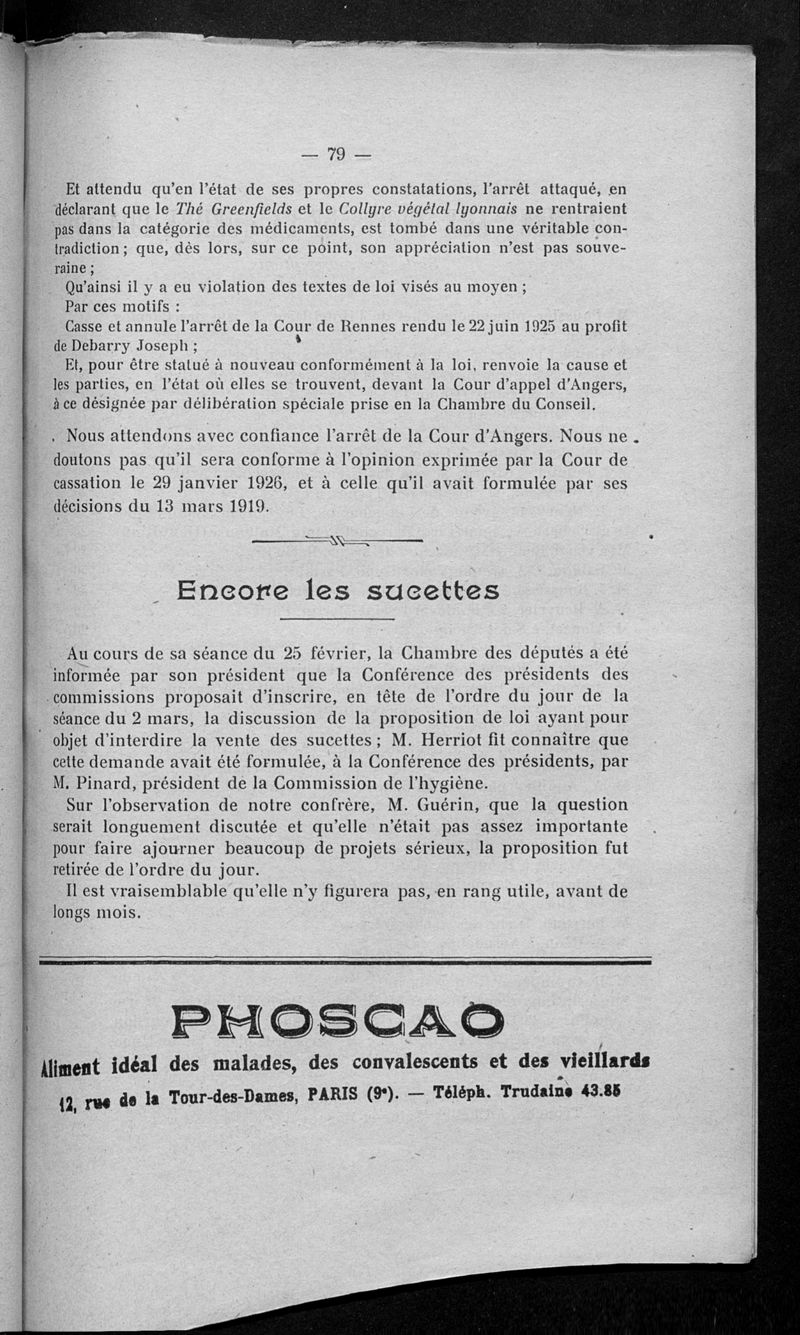 — 79 —
Et attendu qu'en l'état de ses propres constatations, l'arrêt attaqué, en
déclarant que le Thé Greenfields et le Collyre végétal lyonnais ne rentraient
pas dans la catégorie des médicaments, est tombé dans une véritable con-
tradiction ; que, dès lors, sur ce point, son appréciation n'est pas souve-
raine ;
Qu'ainsi il y a eu violation des textes de loi visés au moyen ;
Par ces motifs :
Casse et annule l'arrêt de la Cour de Rennes rendu le 22 juin 1925 au profit
de Debarry Joseph ;
Et, pour être statué à nouveau conformément à la loi, renvoie la cause et
les parties, en l'état où elles se trouvent, devant la Cour d'appel d'Angers,
à ce désignée par délibération spéciale prise en la Chambre du Conseil.
Nous attendons avec confiance l'arrêt de la Cour d'Angers. Nous ne
doutons pas qu'il sera conforme à l'opinion exprimée par la Cour de
cassation le 29 janvier 1926, et à celle qu'il avait formulée par ses
décisions du 13 mars 1919.
Encore les sucettes
Au cours de sa séance du 25 février, la Chambre des députés a été
informée par son président que la Conférence des présidents des
commissions proposait d'inscrire, en tête de l'ordre du jour de la
séance du 2 mars, la discussion de la proposition de loi ayant pour
objet d'interdire la vente des sucettes ; M. Herriot fit connaître que
cette demande avait été formulée, à la Conférence des présidents, par
M. Pinard, président de la Commission de l'hygiène.
Sur l'observation de notre confrère, M. Guérin, que la question
serait longuement discutée et qu'elle n'était pas assez importante
pour faire ajourner beaucoup de projets sérieux, la proposition fut
retirée de l'ordre du jour.
Il est vraisemblable qu'elle n'y figurera pas, en rang utile, avant de
longs mois.
PHOSCAO
Aliment idéal des malades, des convalescents et des vieillards
12, rue de la Tour-des-Dames, PARIS (9e). — Téléph. Trudaine 43.85